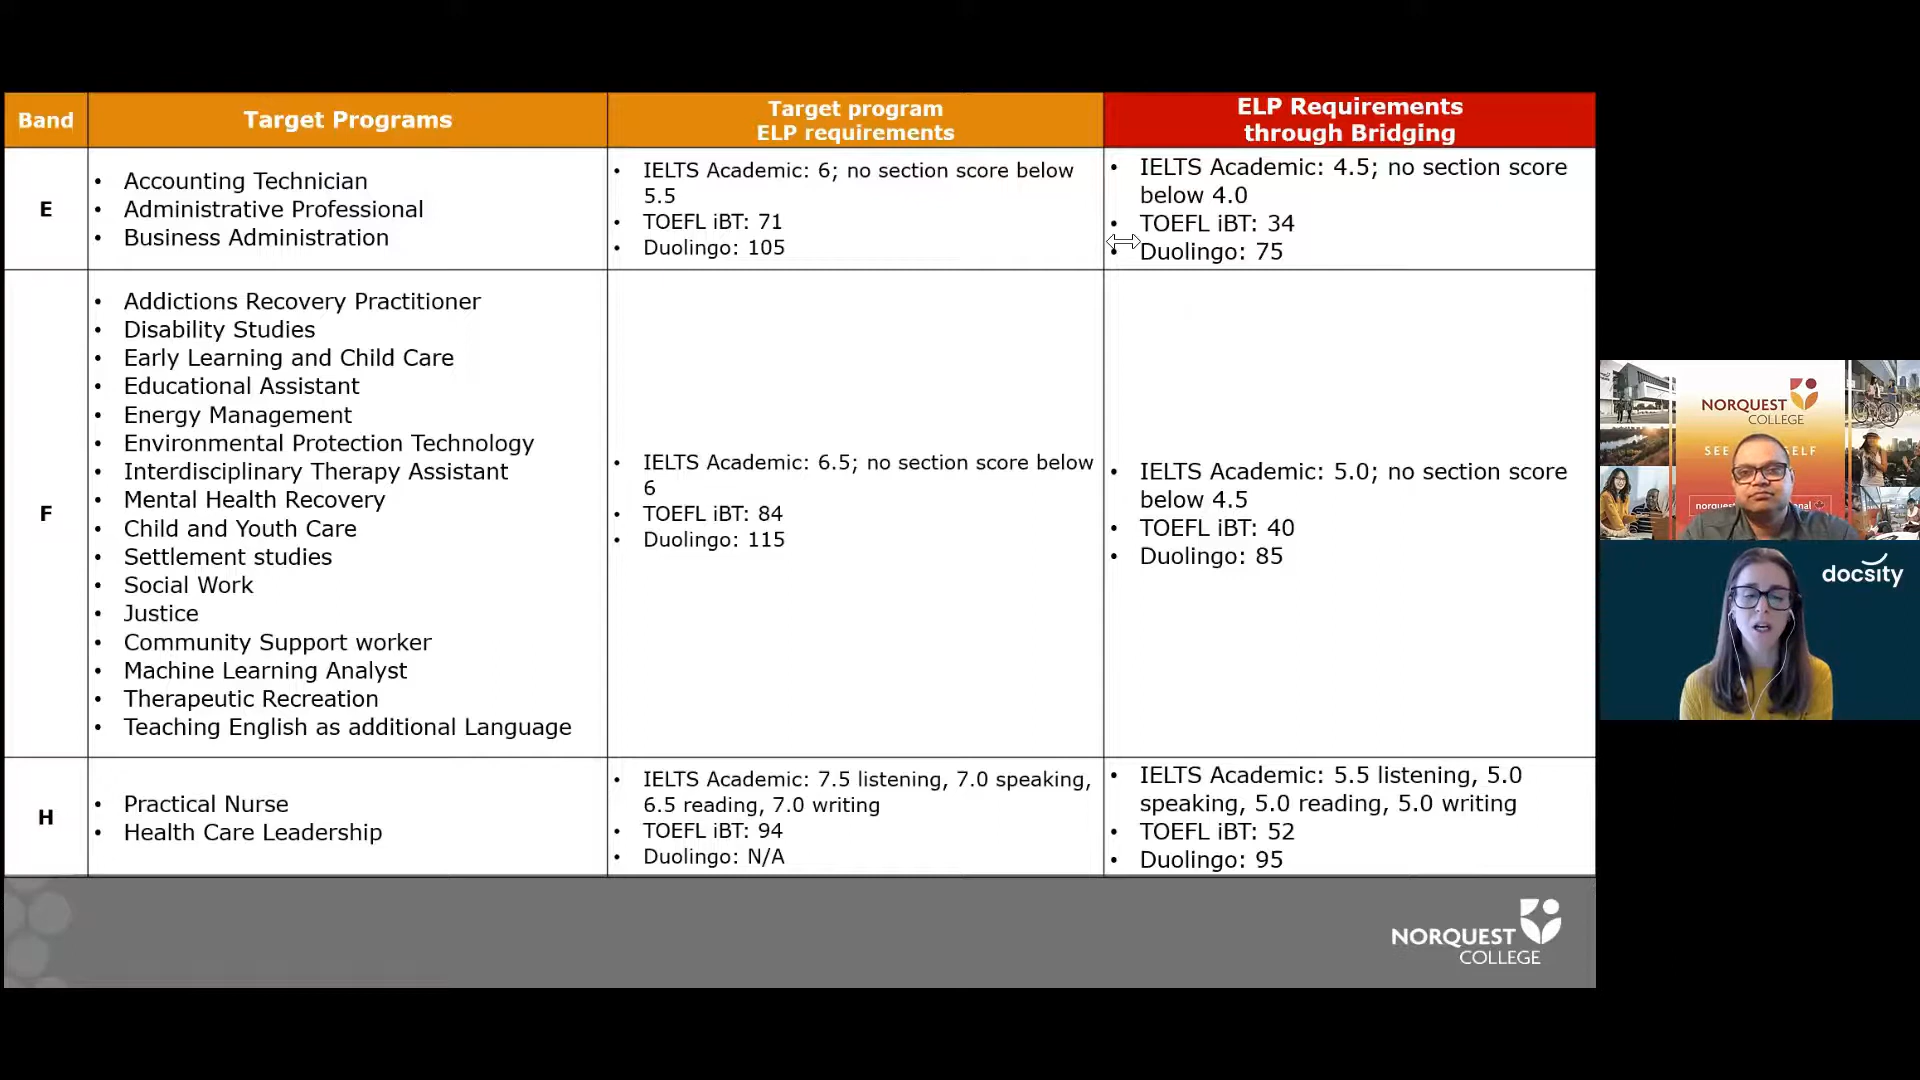 Band
Target Programs
Target program
ELP requirements
ELP Requirements
through Bridging
E
• Accounting Technician
• Administrative Professional
• Business Administration
• IELTS Academic: 6; no section score below
5.5
• TOEFL iBT: 71
• Duolingo: 105
• IELTS Academic: 4.5; no section score
below 4.0
• TOEFL iBT: 34
• Duolingo: 75
F
• Addictions Recovery Practitioner
• Disability Studies
• Early Learning and Child Care
• Educational Assistant
• Energy Management
• Environmental Protection Technology
• Interdisciplinary Therapy Assistant
• Mental Health Recovery
• Child and Youth Care
• Settlement studies
• Social Work
• Justice
• Community Support worker
• Machine Learning Analyst
• Therapeutic Recreation
• Teaching English as additional Language
• IELTS Academic: 6.5; no section score below
6
• TOEFL iBT: 84
• Duolingo: 115
• IELTS Academic: 5.0; no section score
below 4.5
• TOEFL iBT: 40
• Duolingo: 85
H
• Practical Nurse
• Health Care Leadership
• IELTS Academic: 7.5 listening, 7.0 speaking,
6.5 reading, 7.0 writing
• TOEFL iBT: 94
• Duolingo: N/A
• IELTS Academic: 5.5 listening, 5.0
speaking, 5.0 reading, 5.0 writing
• TOEFL iBT: 52
• Duolingo: 95
NORQUEST
COLLEGE
NORQUEST
COLLEGE
SEE
docsity